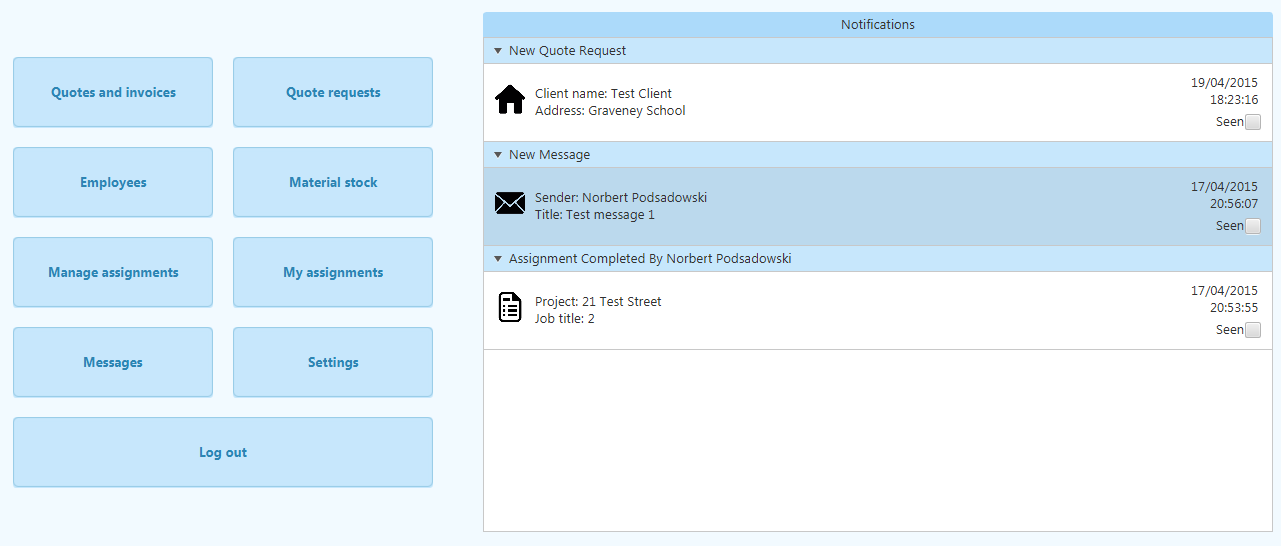 Quotes and invoices
Quote requests
Employees
Material stock
Manage assignments
My assignments
Messages
Settings
Log out
Notifications
New Quote Request
Client name: Test Client
Address: Graveney School
19/04/2015
18:23:16
Seen
New Message
Sender: Norbert Podsadowski
Title: Test message 1
17/04/2015
20:56:07
Seen
Assignment Completed By Norbert Podsadowski
Project: 21 Test Street
Job title: 2
17/04/2015
20:53:55
Seen